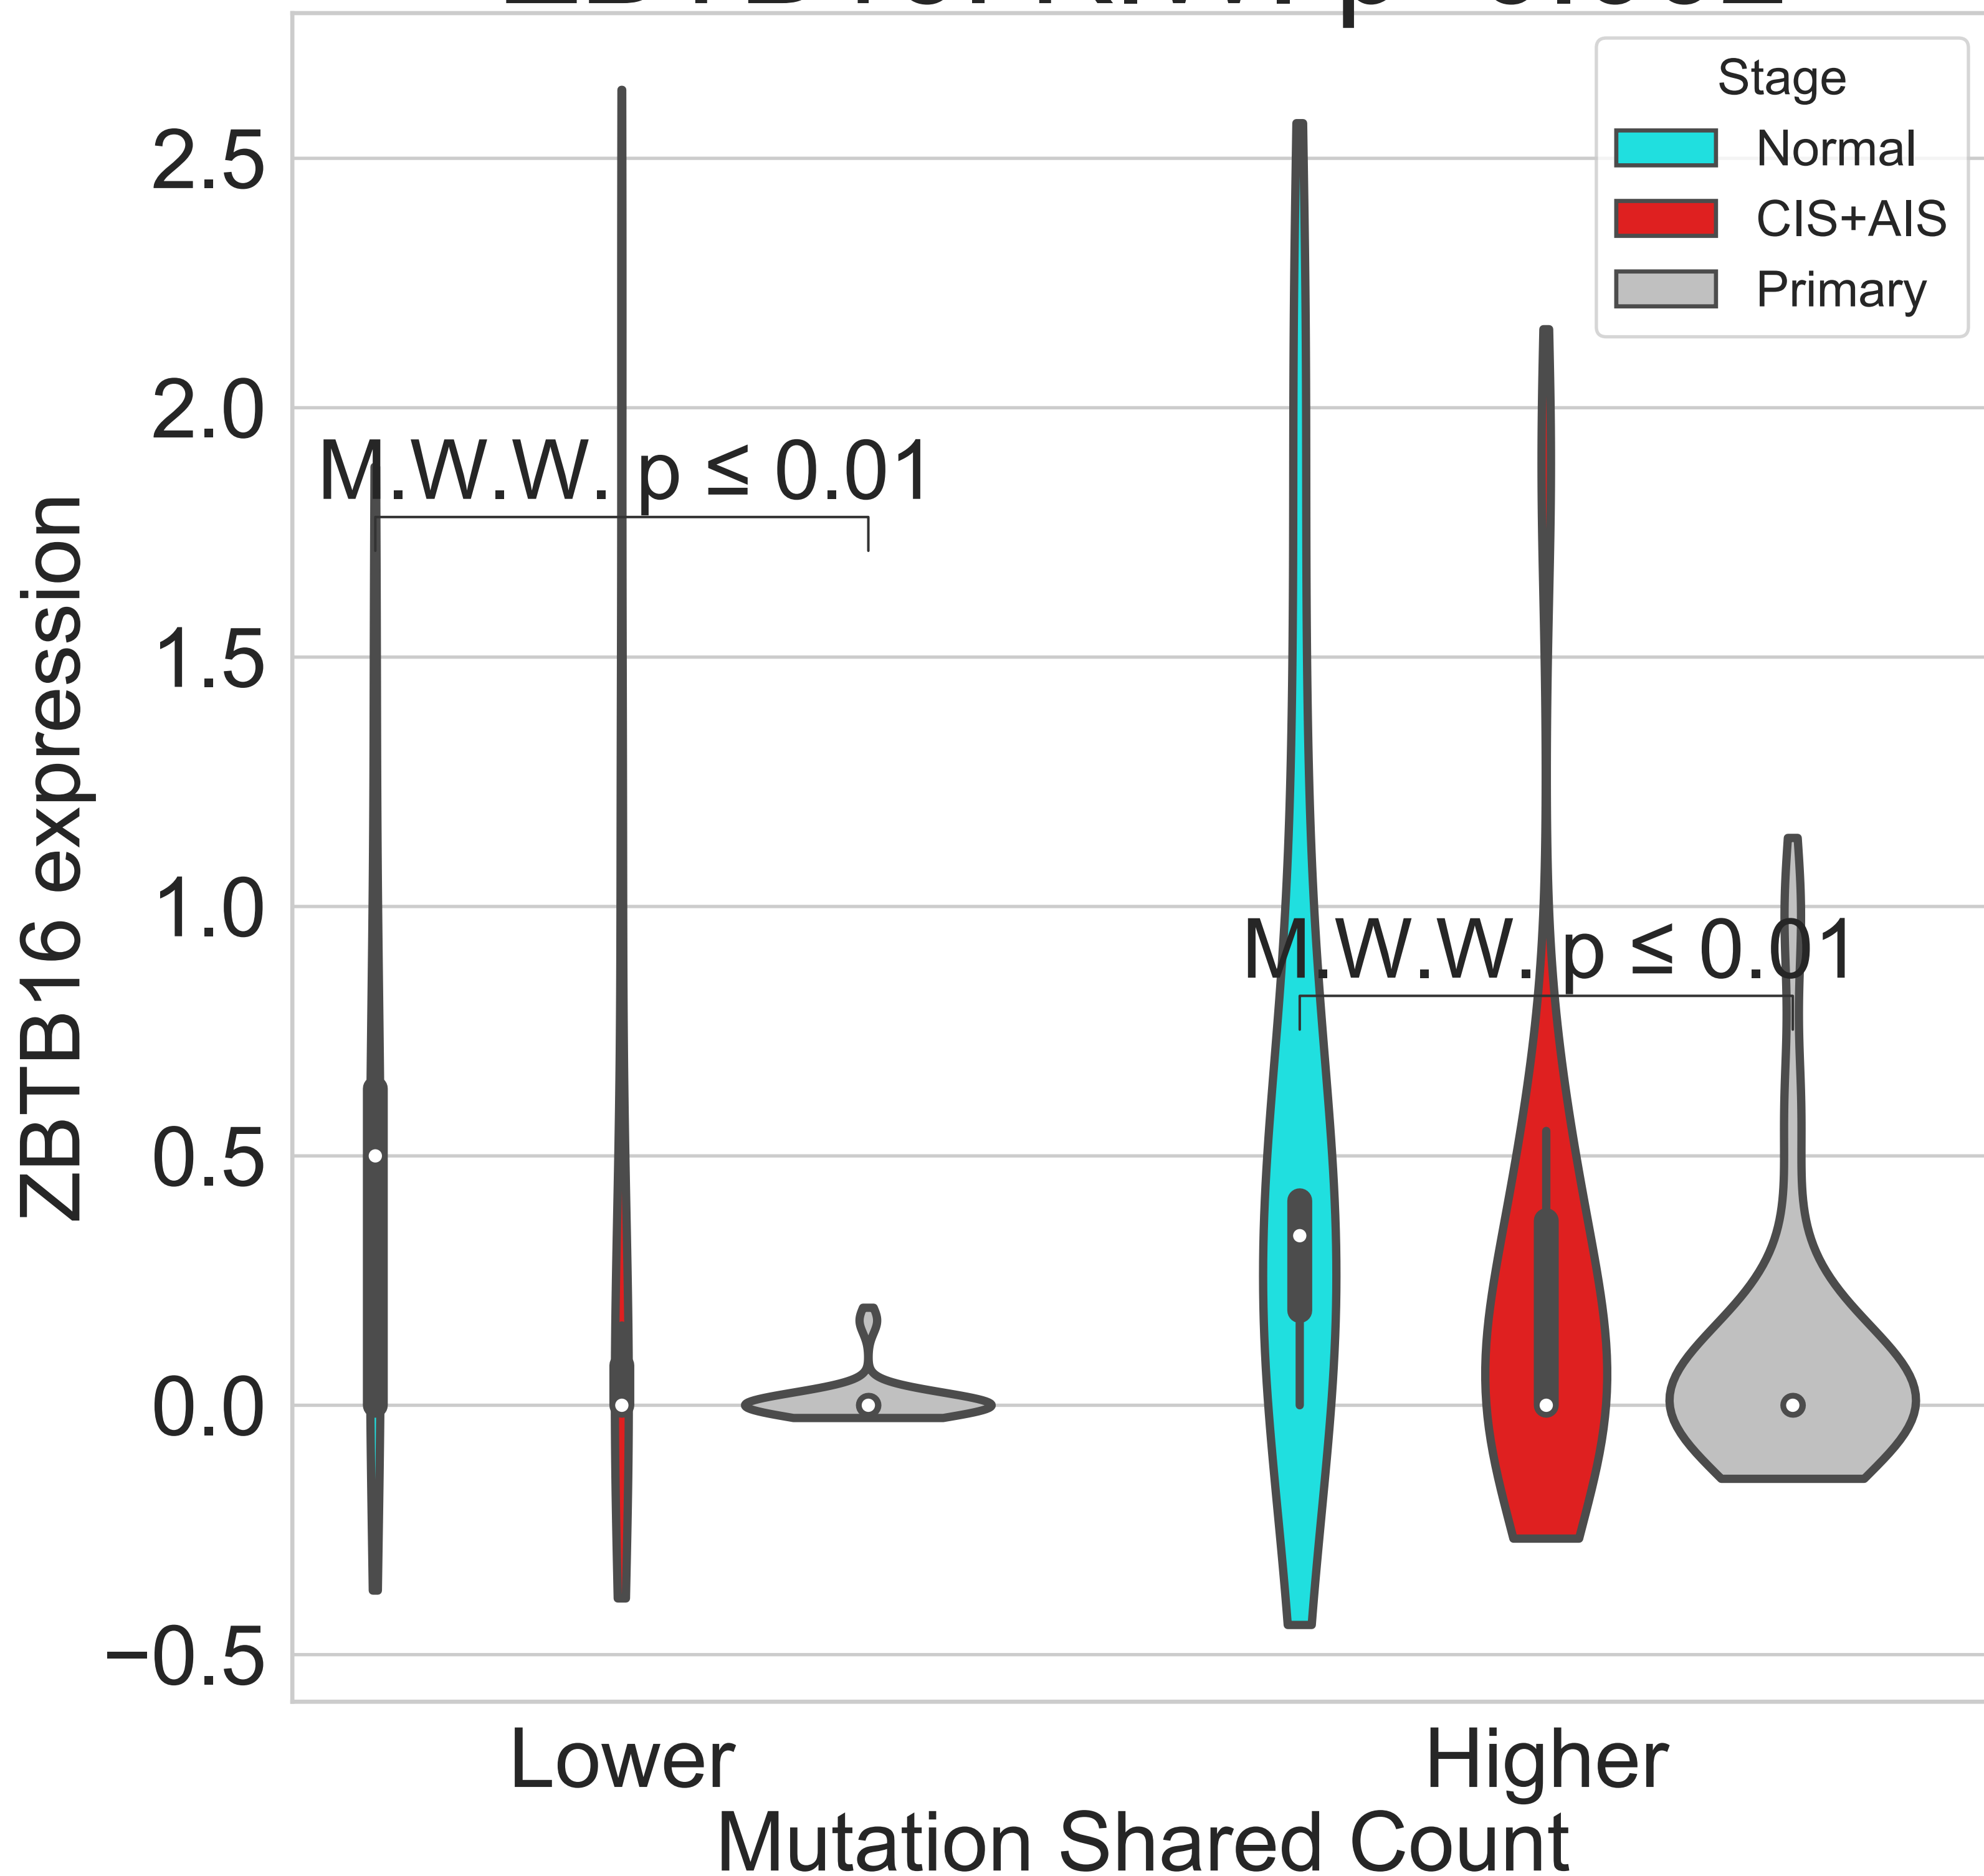 Stage
Normal
CIS+AIS
Primary
2.5
2.0
1.5
1.0
0.5
0.0
−0.5
ZBTB16 expression
M.W.W. p ≤ 0.01
M.W.W. p ≤ 0.01
Lower
Higher
Mutation Shared Count